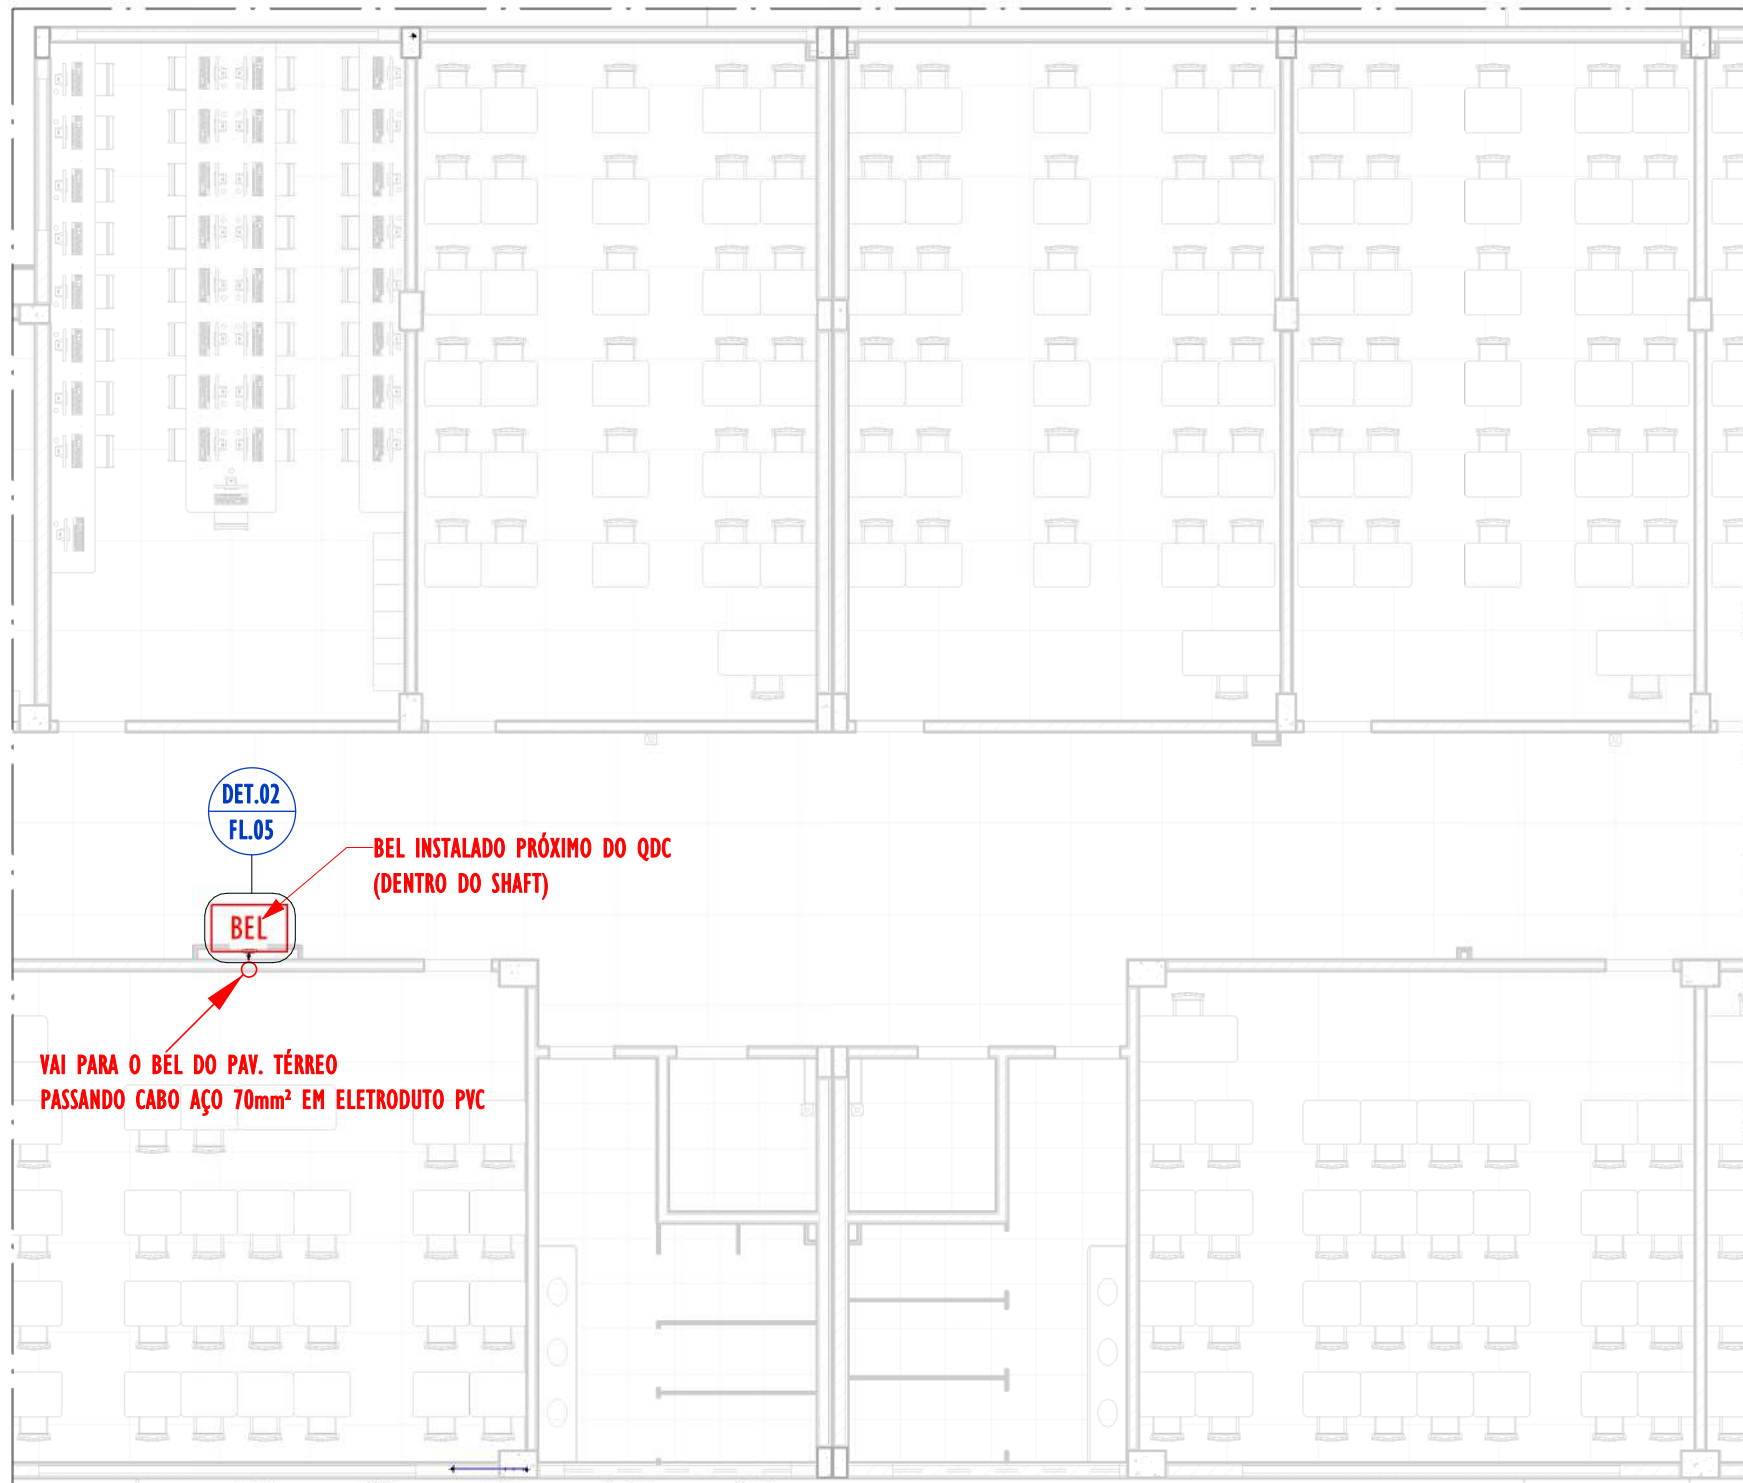 DET.02
FL.05
BEL INSTALADO PRÓXIMO DO QDC
(DENTRO DO SHAFT)
BEL
VAI PARA O BEL DO PAV. TÉRREO
PASSANDO CABO AÇO 70mm² EM ELETRODUTO PVC